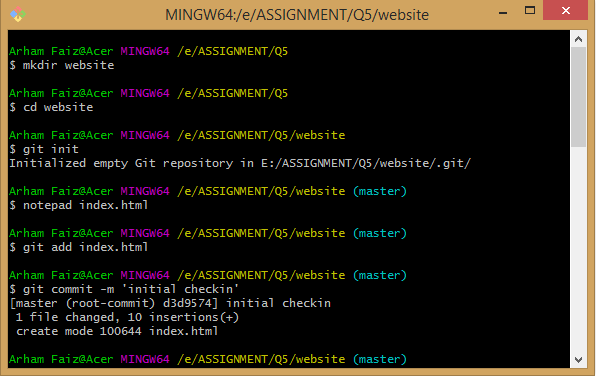 MINGW64:/e/ASSIGNMENT/Q5/website
Arham Faiz@Acer MINGW64 /e/ASSIGNMENT/Q5
$ mkdir website
Arham Faiz@Acer MINGW64 /e/ASSIGNMENT/Q5
$ cd website
Arham Faiz@Acer MINGW64 /e/ASSIGNMENT/Q5/website
$ git init
Initialized empty Git repository in E:/ASSIGNMENT/Q5/website/.git/
Arham Faiz@Acer MINGW64 /e/ASSIGNMENT/Q5/website (master)
$ notepad index.html
Arham Faiz@Acer MINGW64 /e/ASSIGNMENT/Q5/website (master)
$ git add index.html
Arham Faiz@Acer MINGW64 /e/ASSIGNMENT/Q5/website (master)
$ git commit -m 'initial checkin'
[master (root-commit) d3d9574] initial checkin
 1 file changed, 10 insertions(+)
 create mode 100644 index.html
Arham Faiz@Acer MINGW64 /e/ASSIGNMENT/Q5/website (master)